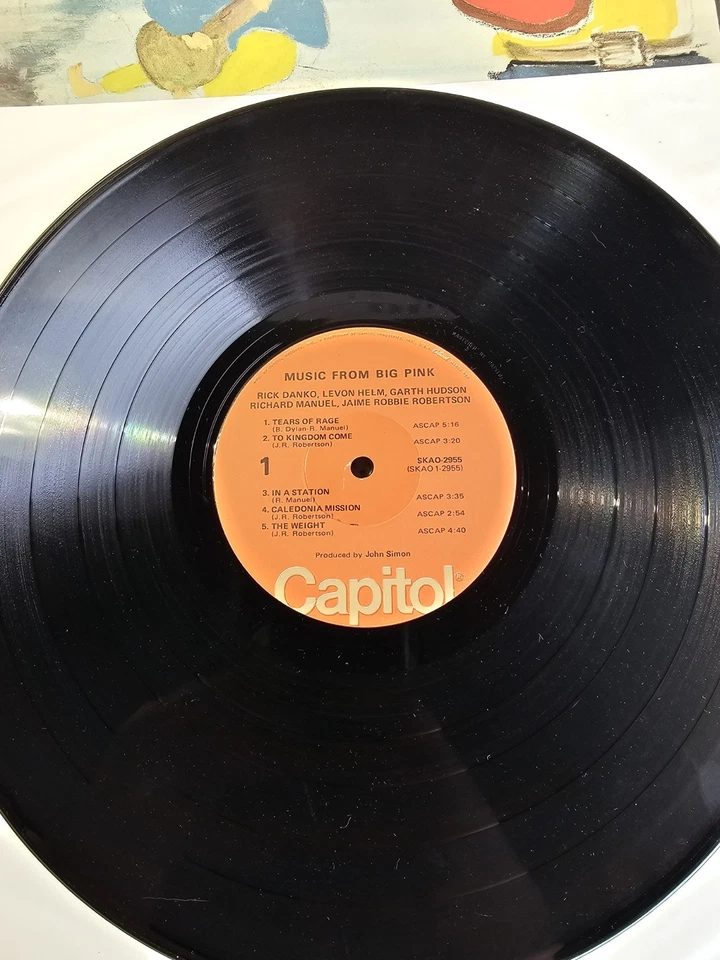 MUSIC FROM BIG PINK
RICK DANKO, LEVON HELM, GARTH HUDSON
RICHARD MANUEL, JAIME ROBBIE ROBERTSON
1. TEARS OF RAGE ASCAP 5:16
(B. Dylan-R. Manuel)
2. TO KINGDOM COME ASCAP 3:20
(J.R. Robertson)
1 SKAO-2955
(SKAO 1-2955)
3. IN A STATION ASCAP 3:35
(R. Manuel)
4. CALEDONIA MISSION ASCAP 2:54
(J.R. Robertson)
5. THE WEIGHT ASCAP 4:40
(J.R. Robertson)
Produced by John Simon
Capitol®